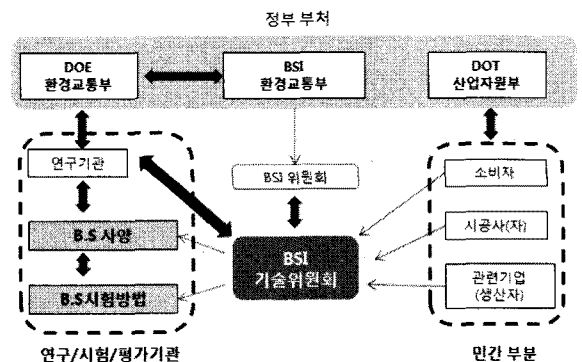 정부 부처
DOE
환경교통부
BSI
환경교통부
DOT
산업자원부
연구기관
BSI 위원회
소비자
B.S 사양
BSI
기술위원회
시공사(자)
B.S시험방법
관련기업
(생산자)
연구/시험/평가기관
민간 부분